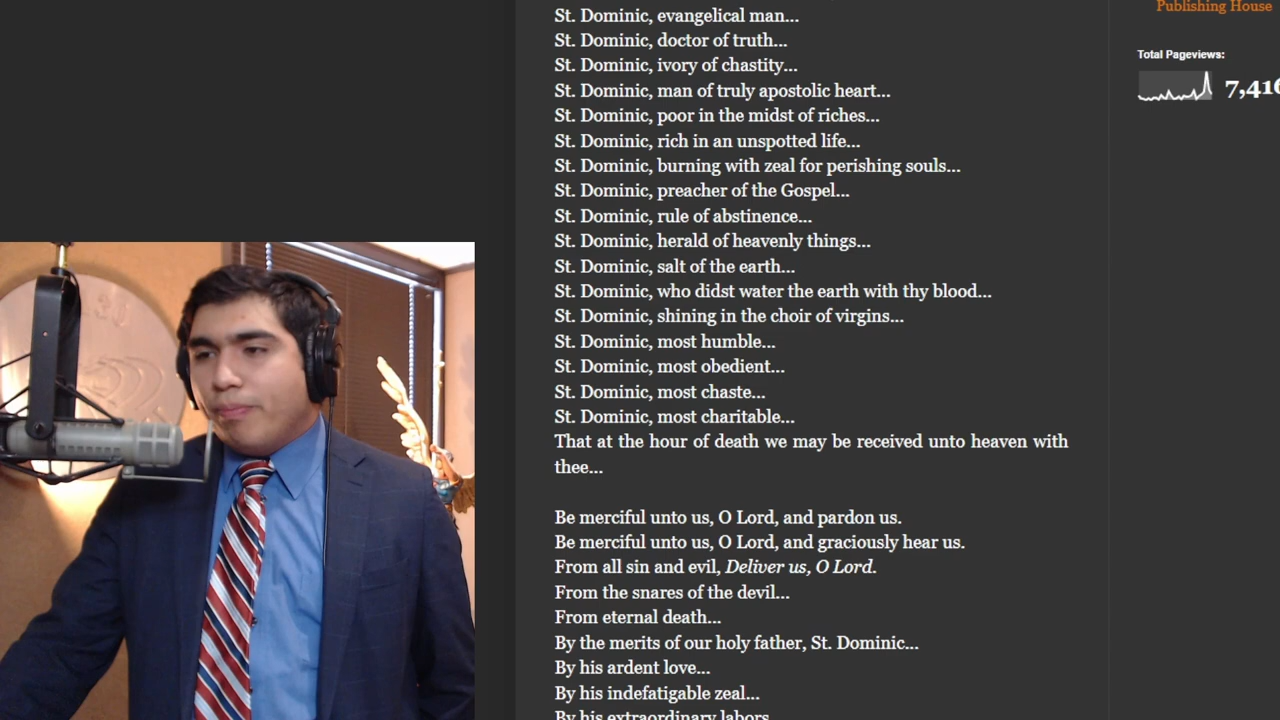 St. Dominic, evangelical man...
St. Dominic, doctor of truth...
St. Dominic, ivory of chastity...
St. Dominic, man of truly apostolic heart...
St. Dominic, poor in the midst of riches...
St. Dominic, rich in an unspotted life...
St. Dominic, burning with zeal for perishing souls...
St. Dominic, preacher of the Gospel...
St. Dominic, rule of abstinence...
St. Dominic, herald of heavenly things...
St. Dominic, salt of the earth...
St. Dominic, who didst water the earth with thy blood...
St. Dominic, shining in the choir of virgins...
St. Dominic, most humble...
St. Dominic, most obedient...
St. Dominic, most chaste...
St. Dominic, most charitable...
That at the hour of death we may be received unto heaven with
thee...
Be merciful unto us, O Lord, and pardon us.
Be merciful unto us, O Lord, and graciously hear us.
From all sin and evil, Deliver us, O Lord.
From the snares of the devil...
From eternal death...
By the merits of our holy father, St. Dominic...
By his ardent love...
By his indefatigable zeal...
By his extraordinary labors
Publishing House
Total Pageviews: